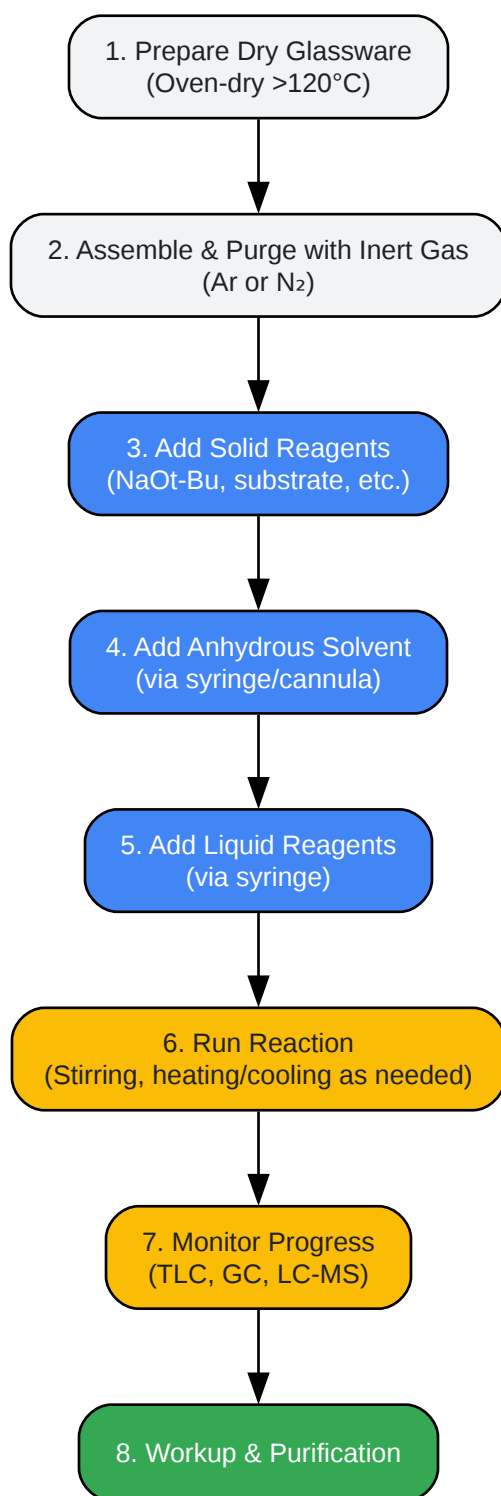 1. Prepare Dry Glassware
(Oven-dry >120°C)
2. Assemble & Purge with Inert Gas
(Ar or N₂)
3. Add Solid Reagents
(NaOt-Bu, substrate, etc.)
4. Add Anhydrous Solvent
(via syringe/cannula)
5. Add Liquid Reagents
(via syringe)
6. Run Reaction
(Stirring, heating/cooling as needed)
7. Monitor Progress
(TLC, GC, LC-MS)
8. Workup & Purification